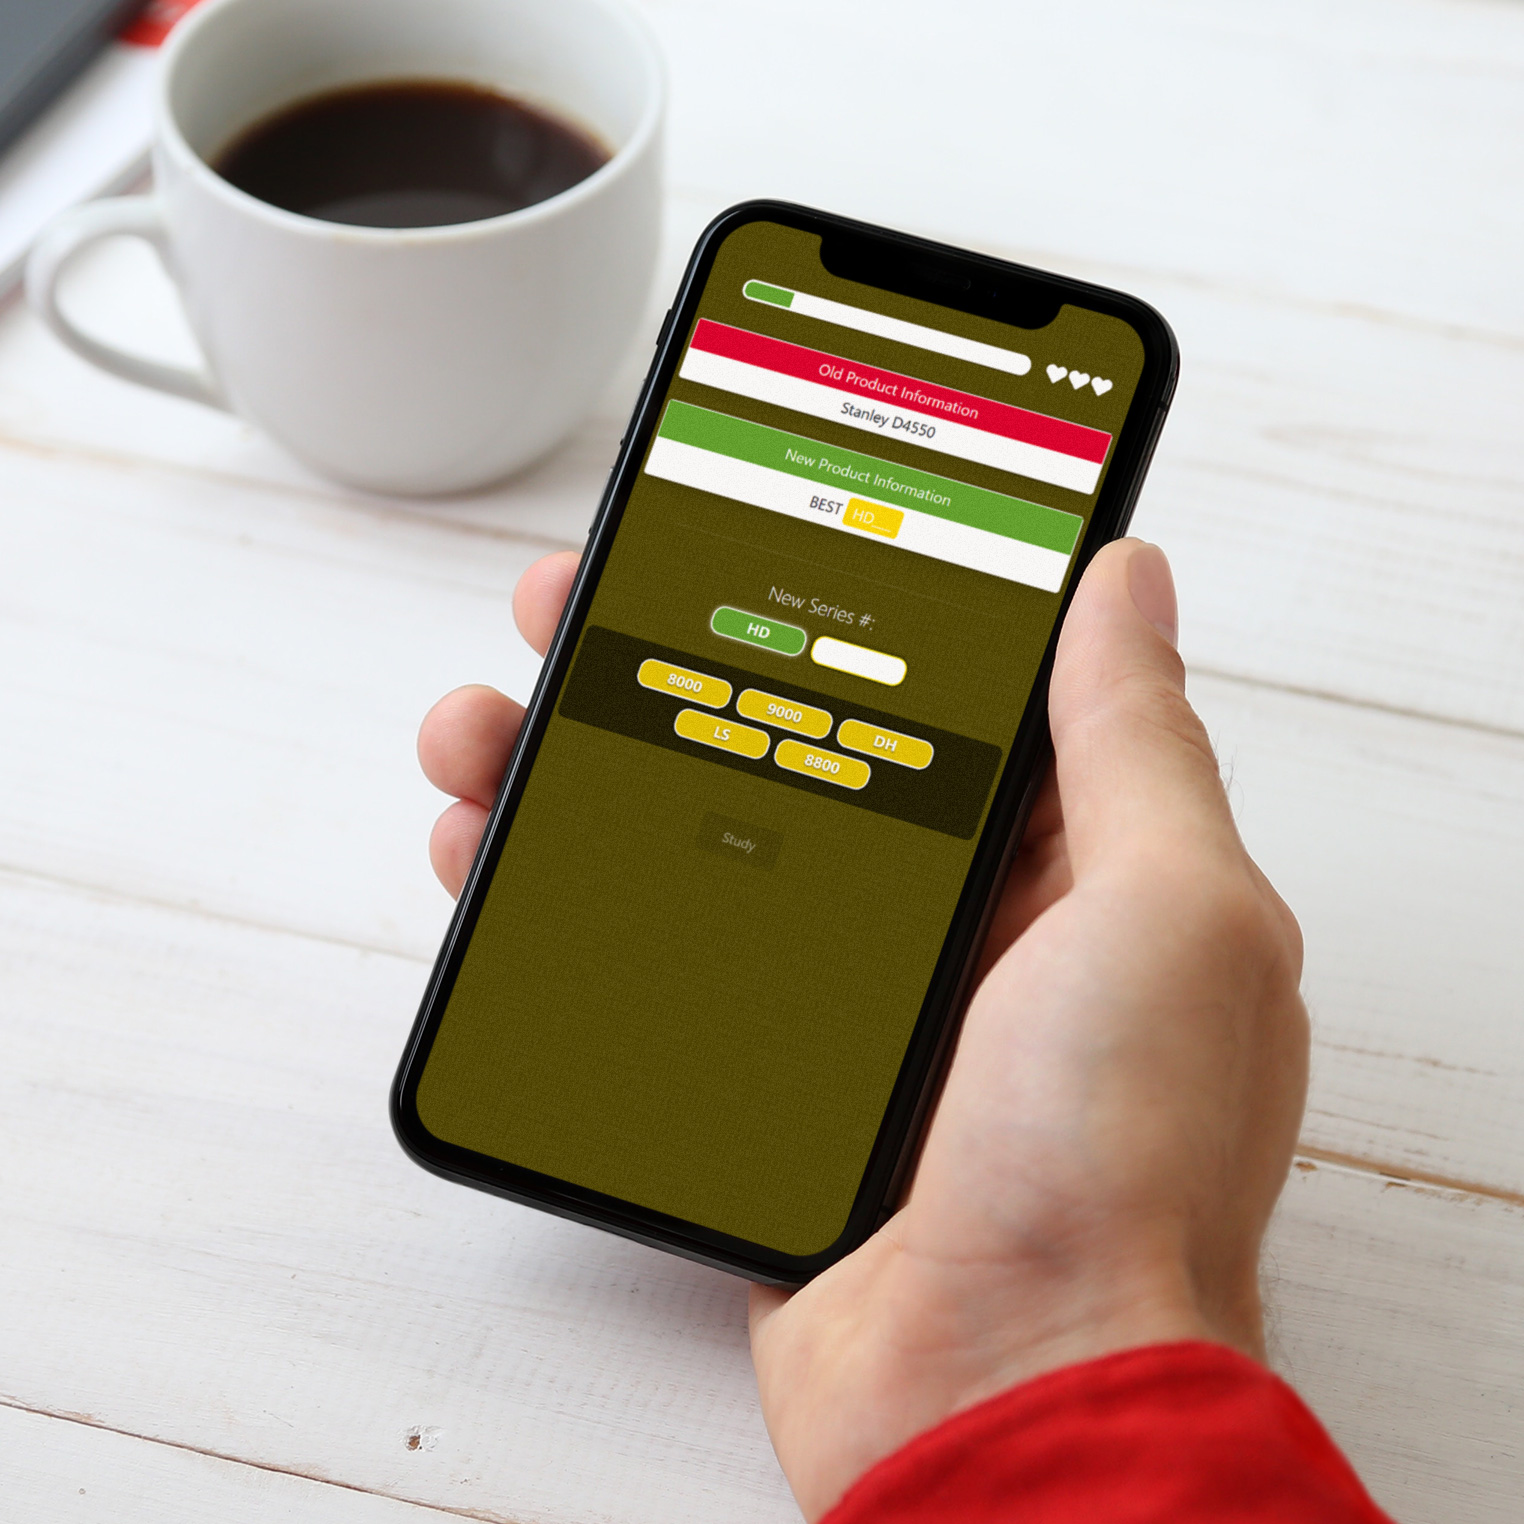 Old Product Information
Stanley D4550
New Product Information
BEST HD__
New Series #:
HD
8000 9000 DH
LS 8800
Study